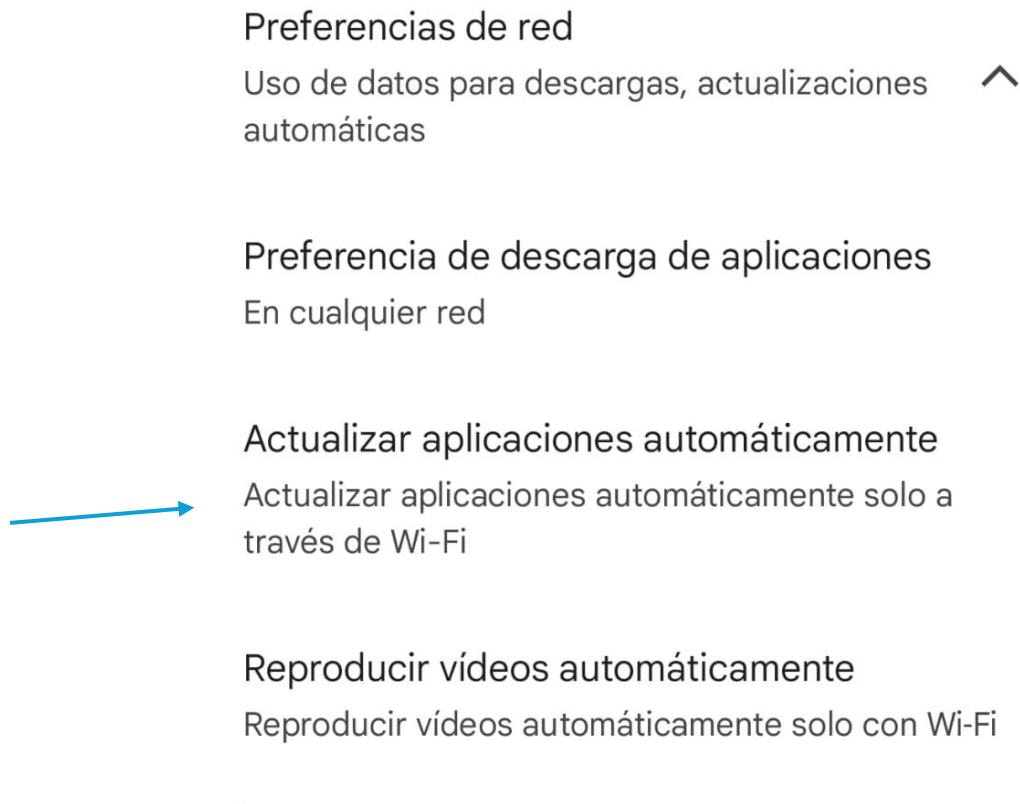 Preferencias de red
Uso de datos para descargas, actualizaciones
automáticas
Preferencia de descarga de aplicaciones
En cualquier red
Actualizar aplicaciones automáticamente
Actualizar aplicaciones automáticamente solo a
través de Wi-Fi
Reproducir vídeos automáticamente
Reproducir vídeos automáticamente solo con Wi-Fi